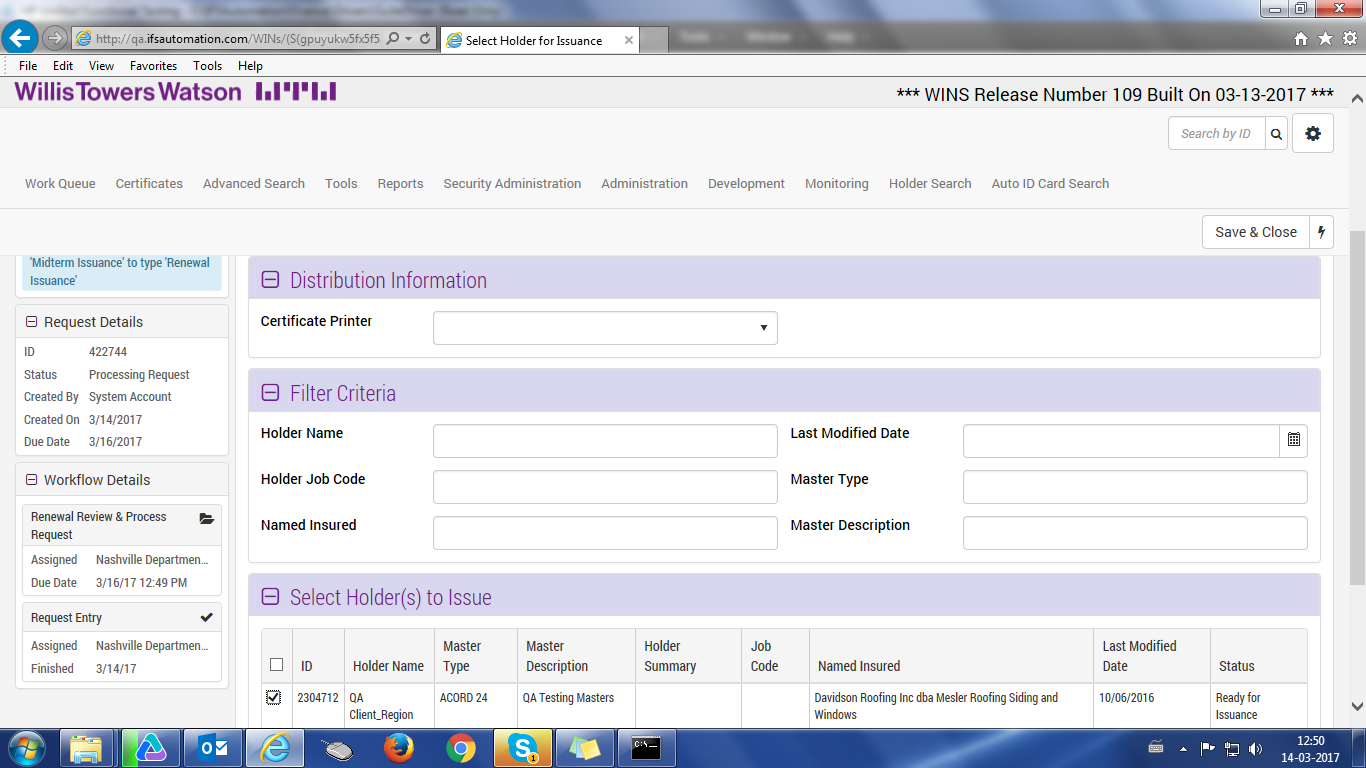 http://qa.ifsautomation.com/WINs/(S(gpuyukw5fx5f5
Select Holder for Issuance
File Edit View Favorites Tools Help
Willis Towers Watson
*** WINS Release Number 109 Built On 03-13-2017 ***
Search by ID
Work Queue Certificates Advanced Search Tools Reports Security Administration Administration Development Monitoring Holder Search Auto ID Card Search
Save & Close
'Midterm Issuance' to type 'Renewal
Issuance'
Request Details
ID 422744
Status Processing Request
Created By System Account
Created On 3/14/2017
Due Date 3/16/2017
Workflow Details
Renewal Review & Process
Request
Assigned Nashville Departmen...
Due Date 3/16/17 12:49 PM
Request Entry
Assigned Nashville Departmen...
Finished 3/14/17
Distribution Information
Certificate Printer
Filter Criteria
Holder Name Last Modified Date
Holder Job Code Master Type
Named Insured Master Description
Select Holder(s) to Issue
ID Holder Name Master Type Master Description Holder Summary Job Code Named Insured Last Modified Date Status
2304712 QA Client_Region ACORD 24 QA Testing Masters Davidson Roofing Inc dba Mesler Roofing Siding and Windows 10/06/2016 Ready for Issuance
1
C:\_
12:50
14-03-2017